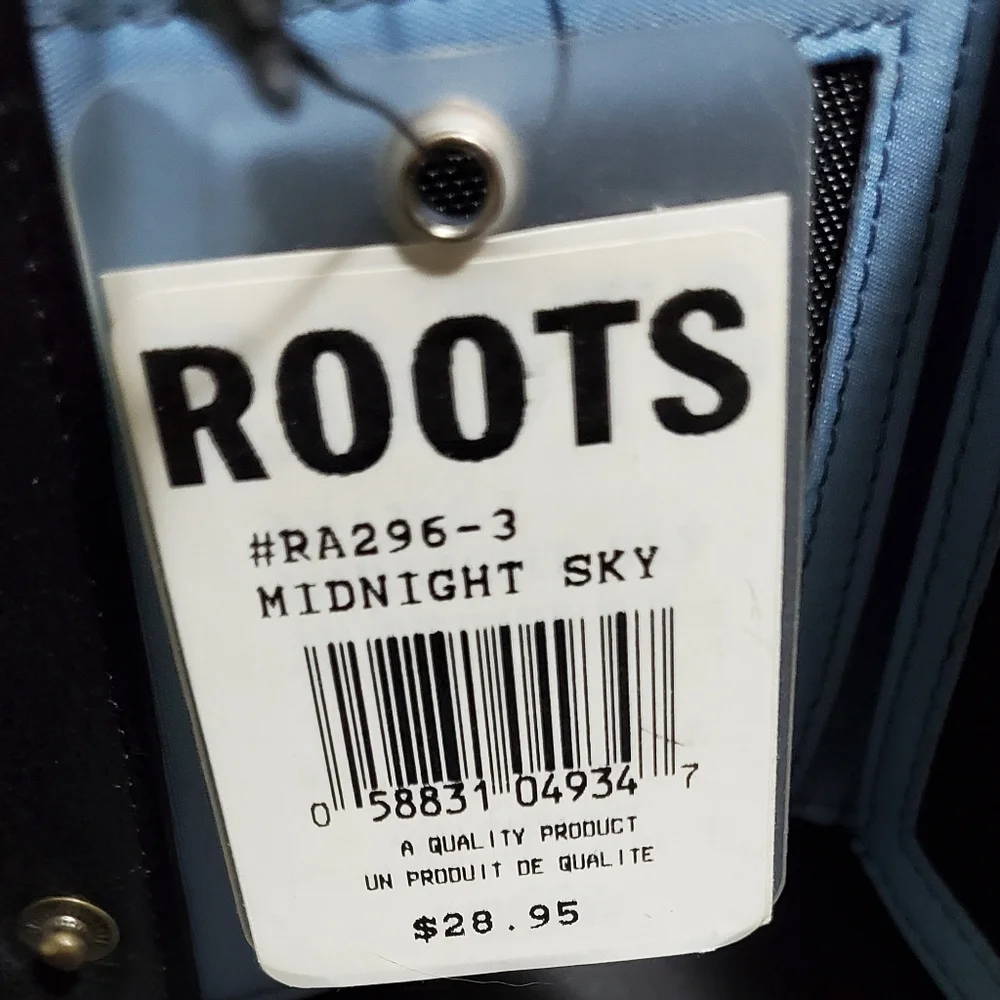 ROOTS
#RA296-3
MIDNIGHT SKY
0 58831 04934 7
A QUALITY PRODUCT
UN PRODUIT DE QUALITE
$28.95